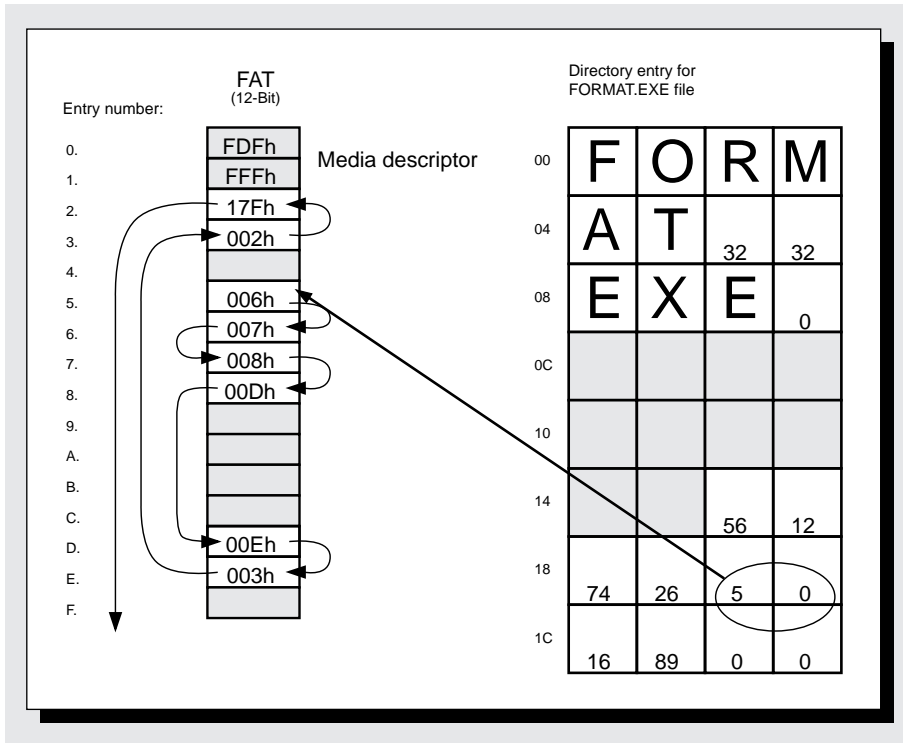 FAT
(12-Bit)
Entry number:
0. FDFh
1. FFFh
2. 17Fh
3. 002h
4.
5. 006h
6. 007h
7. 008h
8. 00Dh
9.
A.
B.
C.
D. 00Eh
E. 003h
F.
Media descriptor
Directory entry for
FORMAT.EXE file
00 F O R M
04 A T 32 32
08 E X E 0
0C
10
14 56 12
18 74 26 5 0
1C 16 89 0 0